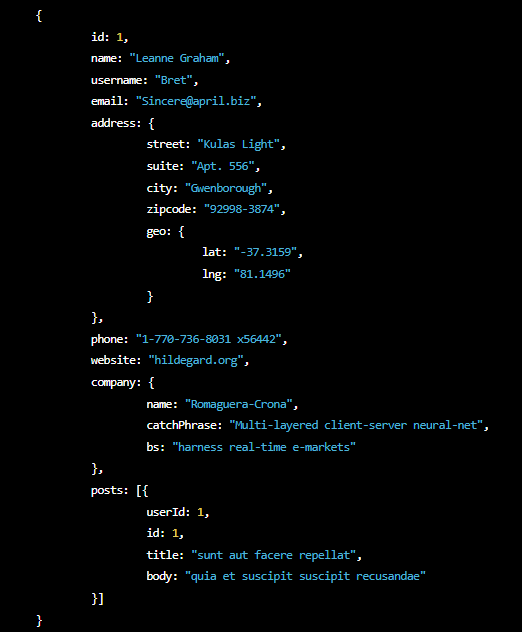 {
id: 1,
name: "Leanne Graham",
username: "Bret",
email: "Sincere@april.biz",
address: {
street: "Kulas Light",
suite: "Apt. 556",
city: "Gwenborough",
zipcode: "92998-3874",
geo: {
lat: "-37.3159",
lng: "81.1496"
}
},
phone: "1-770-736-8031 x56442",
website: "hildegard.org",
company: {
name: "Romaguera-Crona",
catchPhrase: "Multi-layered client-server neural-net",
bs: "harness real-time e-markets"
},
posts: [{
userId: 1,
id: 1,
title: "sunt aut facere repellat",
body: "quia et suscipit suscipit recusandae"
}]
}